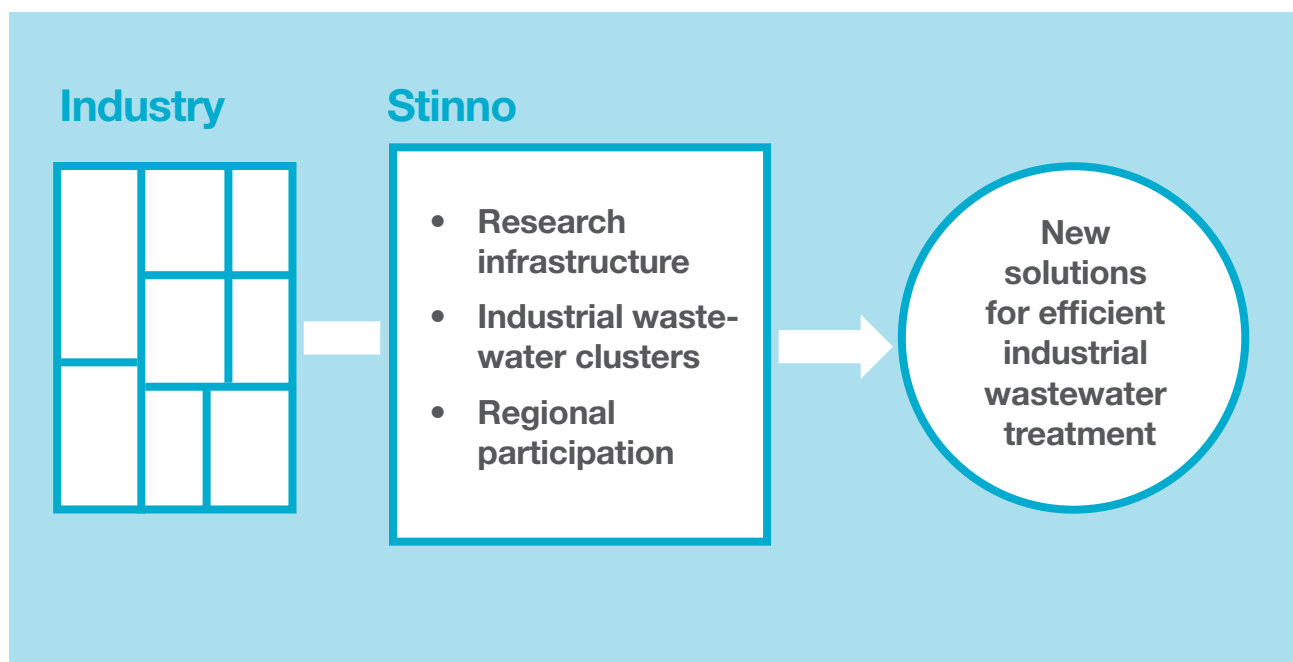 Industry
Stinno
• Research
infrastructure
• Industrial waste-
water clusters
• Regional
participation
New
solutions
for efficient
industrial
wastewater
treatment